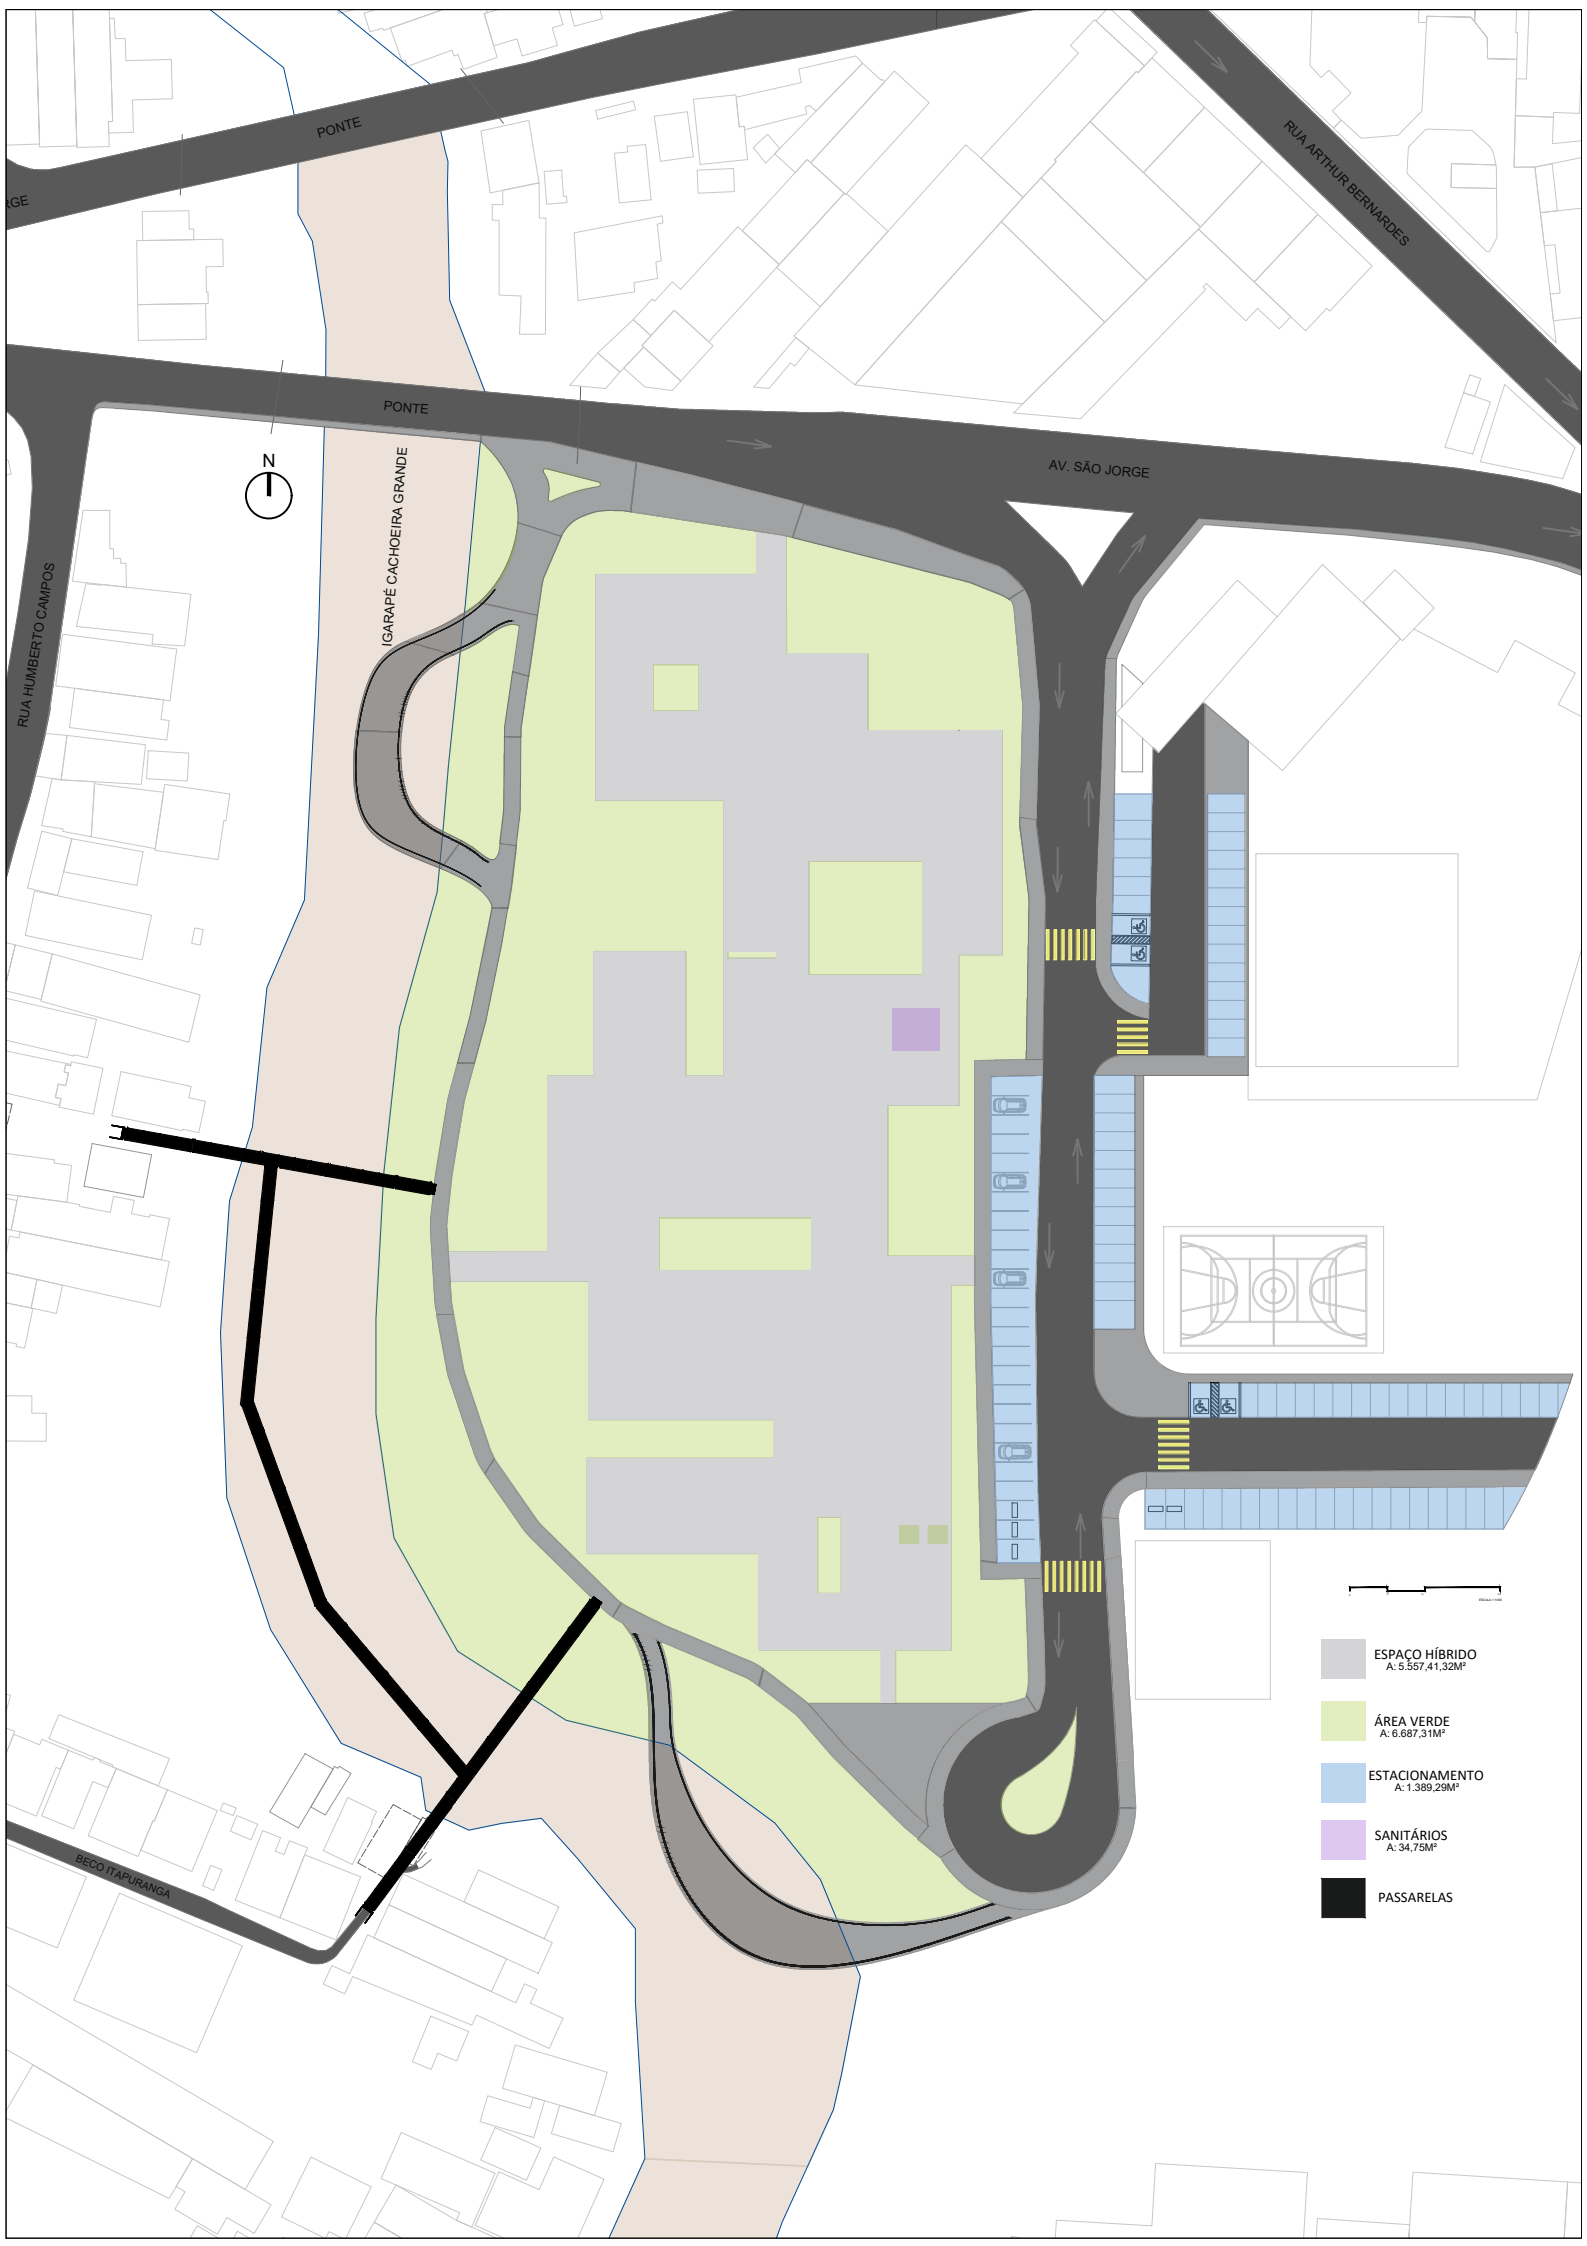 PONTE
RGE
RUA ARTHUR BERNARDES
PONTE
AV. SÃO JORGE
N
IGARAPÉ CACHOEIRA GRANDE
RUA HUMBERTO CAMPOS
ESPAÇO HÍBRIDO
A: 5.557,41,32M²
ÁREA VERDE
A: 6.687,31M²
ESTACIONAMENTO
A: 1.389,29M²
SANITÁRIOS
A: 34,75M²
PASSARELAS
BECO ITAPURANGA